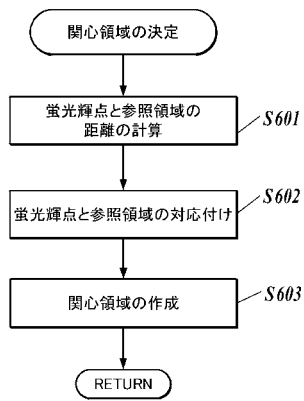 関心領域の決定
蛍光輝点と参照領域の
距離の計算
S601
蛍光輝点と参照領域の対応付け
S602
関心領域の作成
S603
RETURN